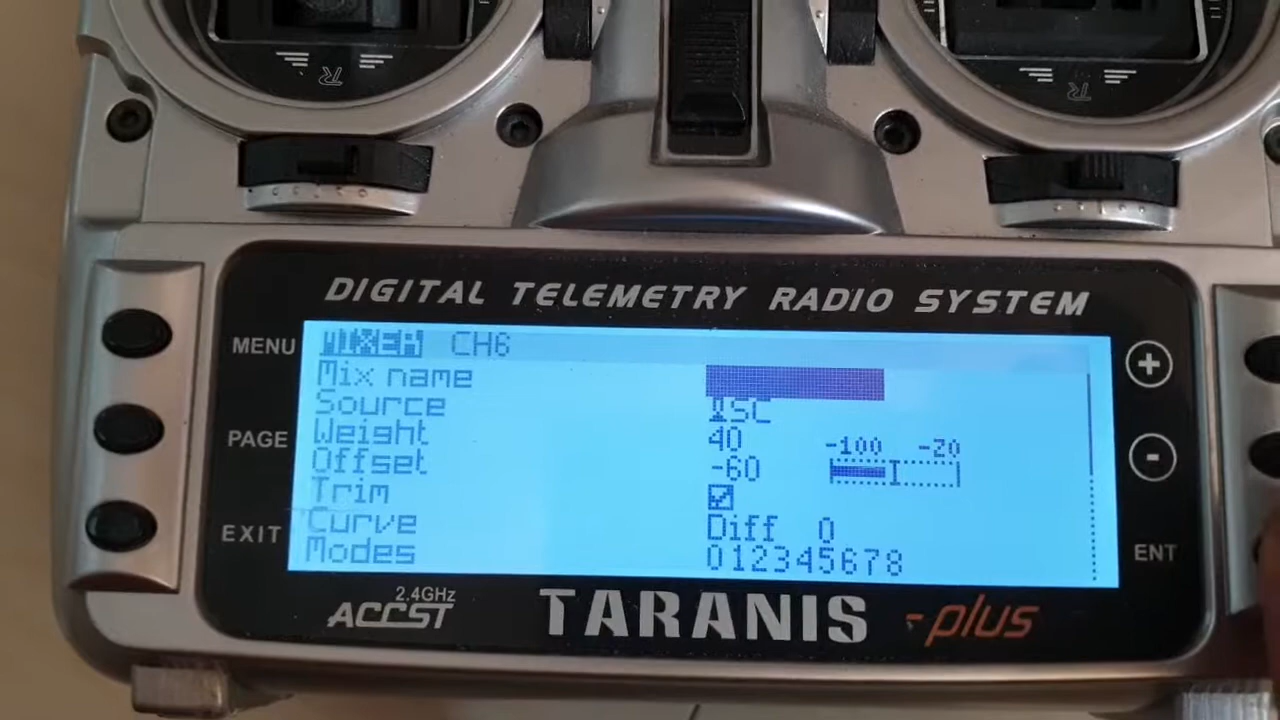 R R
DIGITAL TELEMETRY RADIO SYSTEM
MENU
PAGE
EXIT
MIXER CH6
Mix name
Source SC
Weight 40 -100 -20
Offset -60
Trim
Curve Diff 0
Modes 012345678
+
-
ENT
2.4GHz
ACCST TARANIS -plus